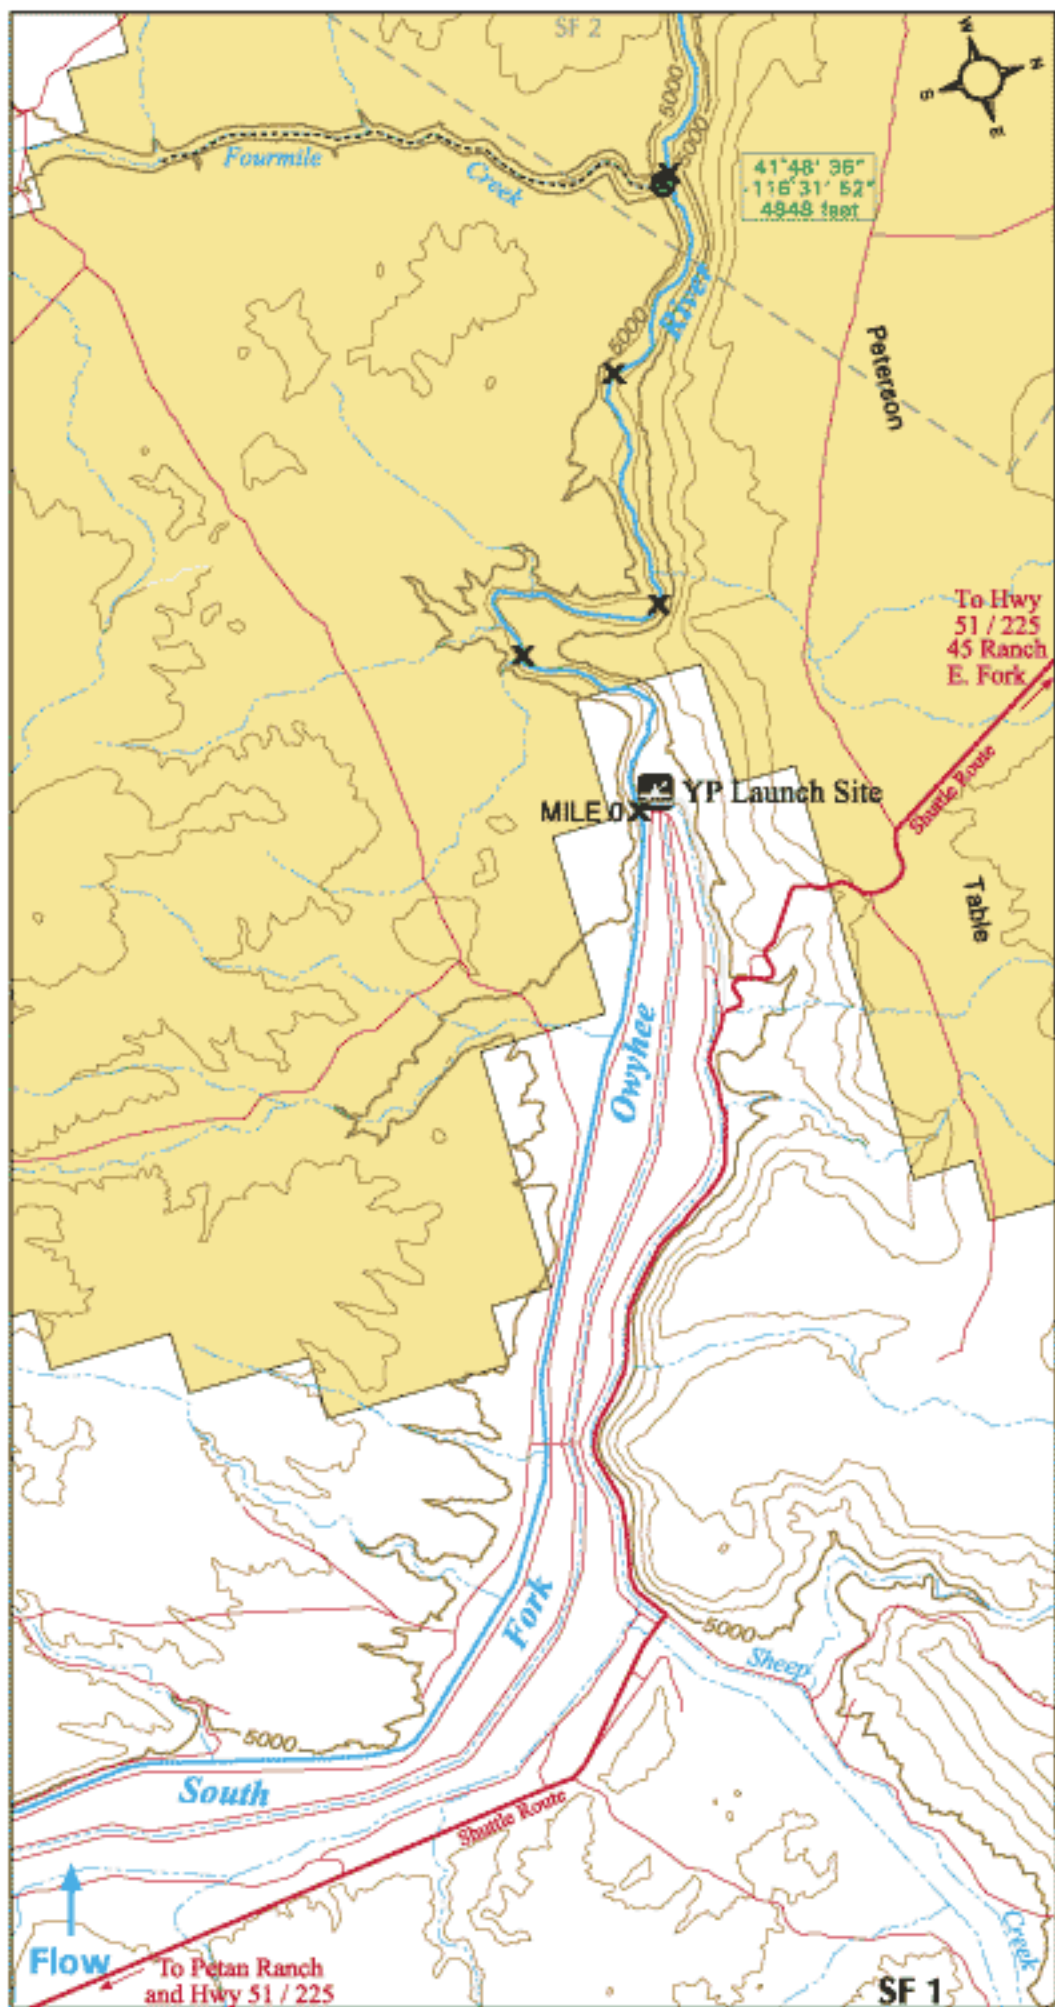 SF 2
W
N
S
E
5000
5000
Fourmile
Creek
41°48' 36"
-116°31' 52"
4848 feet
River
5000
Peterson
To Hwy
51 / 225
45 Ranch
E. Fork
Shuttle Route
YP Launch Site
MILE 0
Table
Owyhee
Fork
5000
Sheep
5000
South
Shuttle Route
Creek
Flow
To Petan Ranch
and Hwy 51 / 225
SF 1